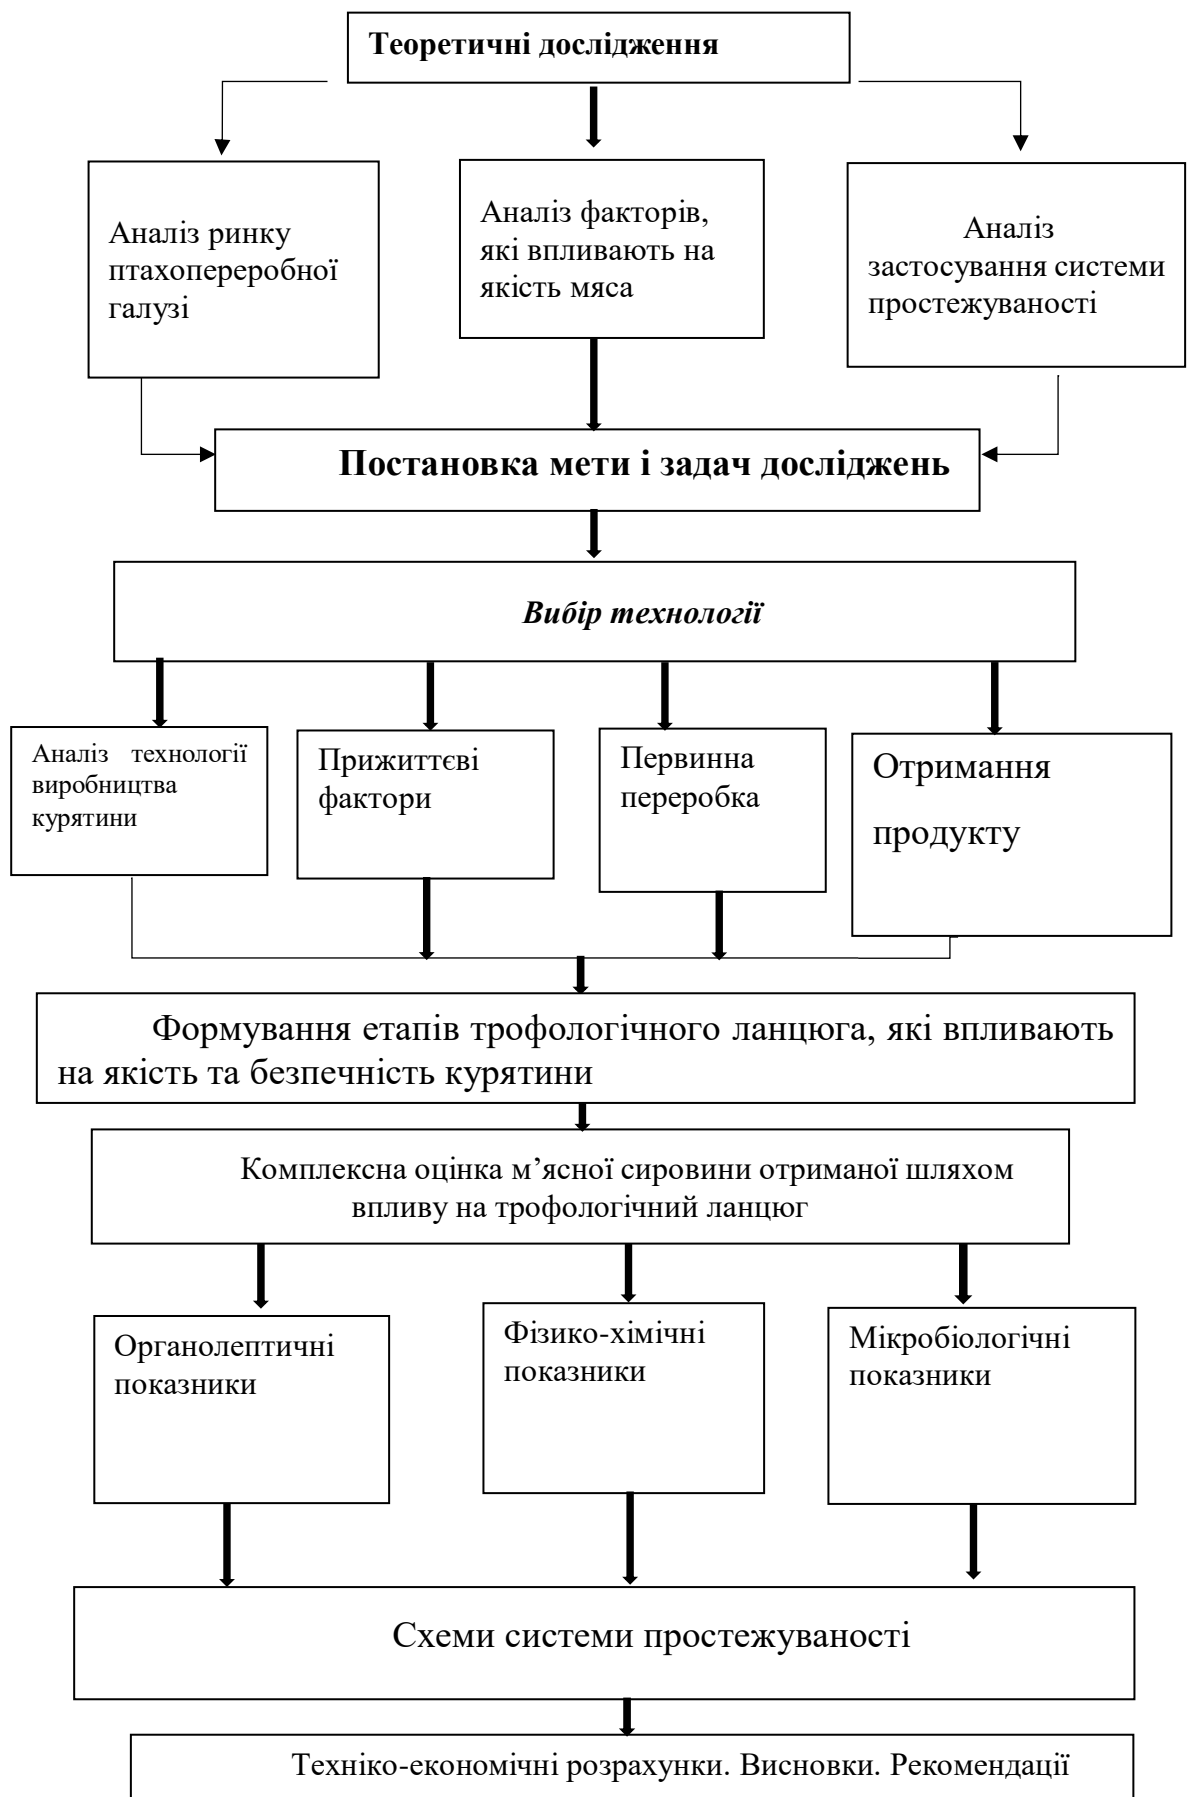 Теоретичні дослідження
Аналіз ринку
птахопереробної
галузі
Аналіз факторів,
які впливають на
якість мяса
Аналіз
застосування системи
простежуваності
Постановка мети і задач досліджень
Вибір технології
Аналіз технології
виробництва
курятини
Прижиттєві
фактори
Первинна
переробка
Отримання
продукту
Формування етапів трофологічного ланцюга, які впливають
на якість та безпечність курятини
Комплексна оцінка м’ясної сировини отриманої шляхом
впливу на трофологічний ланцюг
Органолептичні
показники
Фізико-хімічні
показники
Мікробіологічні
показники
Схеми системи простежуваності
Техніко-економічні розрахунки. Висновки. Рекомендації